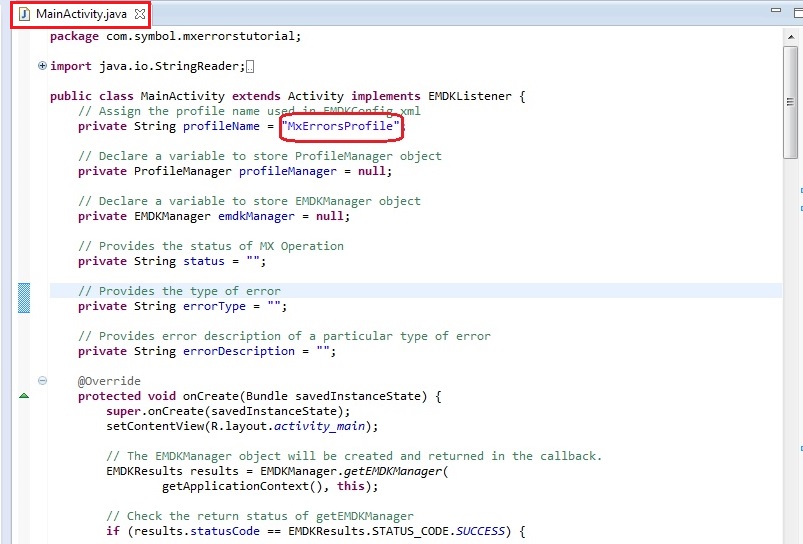 MainActivity.java
package com.symbol.mxerrorstutorial;
import java.io.StringReader;
public class MainActivity extends Activity implements EMDKListener {
// Assign the profile name used in EMDKConfig.xml
private String profileName = "MxErrorsProfile";
// Declare a variable to store ProfileManager object
private ProfileManager profileManager = null;
// Declare a variable to store EMDKManager object
private EMDKManager emdkManager = null;
// Provides the status of MX Operation
private String status = "";
// Provides the type of error
private String errorType = "";
// Provides error description of a particular type of error
private String errorDescription = "";
@Override
protected void onCreate(Bundle savedInstanceState) {
super.onCreate(savedInstanceState);
setContentView(R.layout.activity_main);
// The EMDKManager object will be created and returned in the callback.
EMDKResults results = EMDKManager.getEMDKManager(
getApplicationContext(), this);
// Check the return status of getEMDKManager
if (results.statusCode == EMDKResults.STATUS_CODE.SUCCESS) {